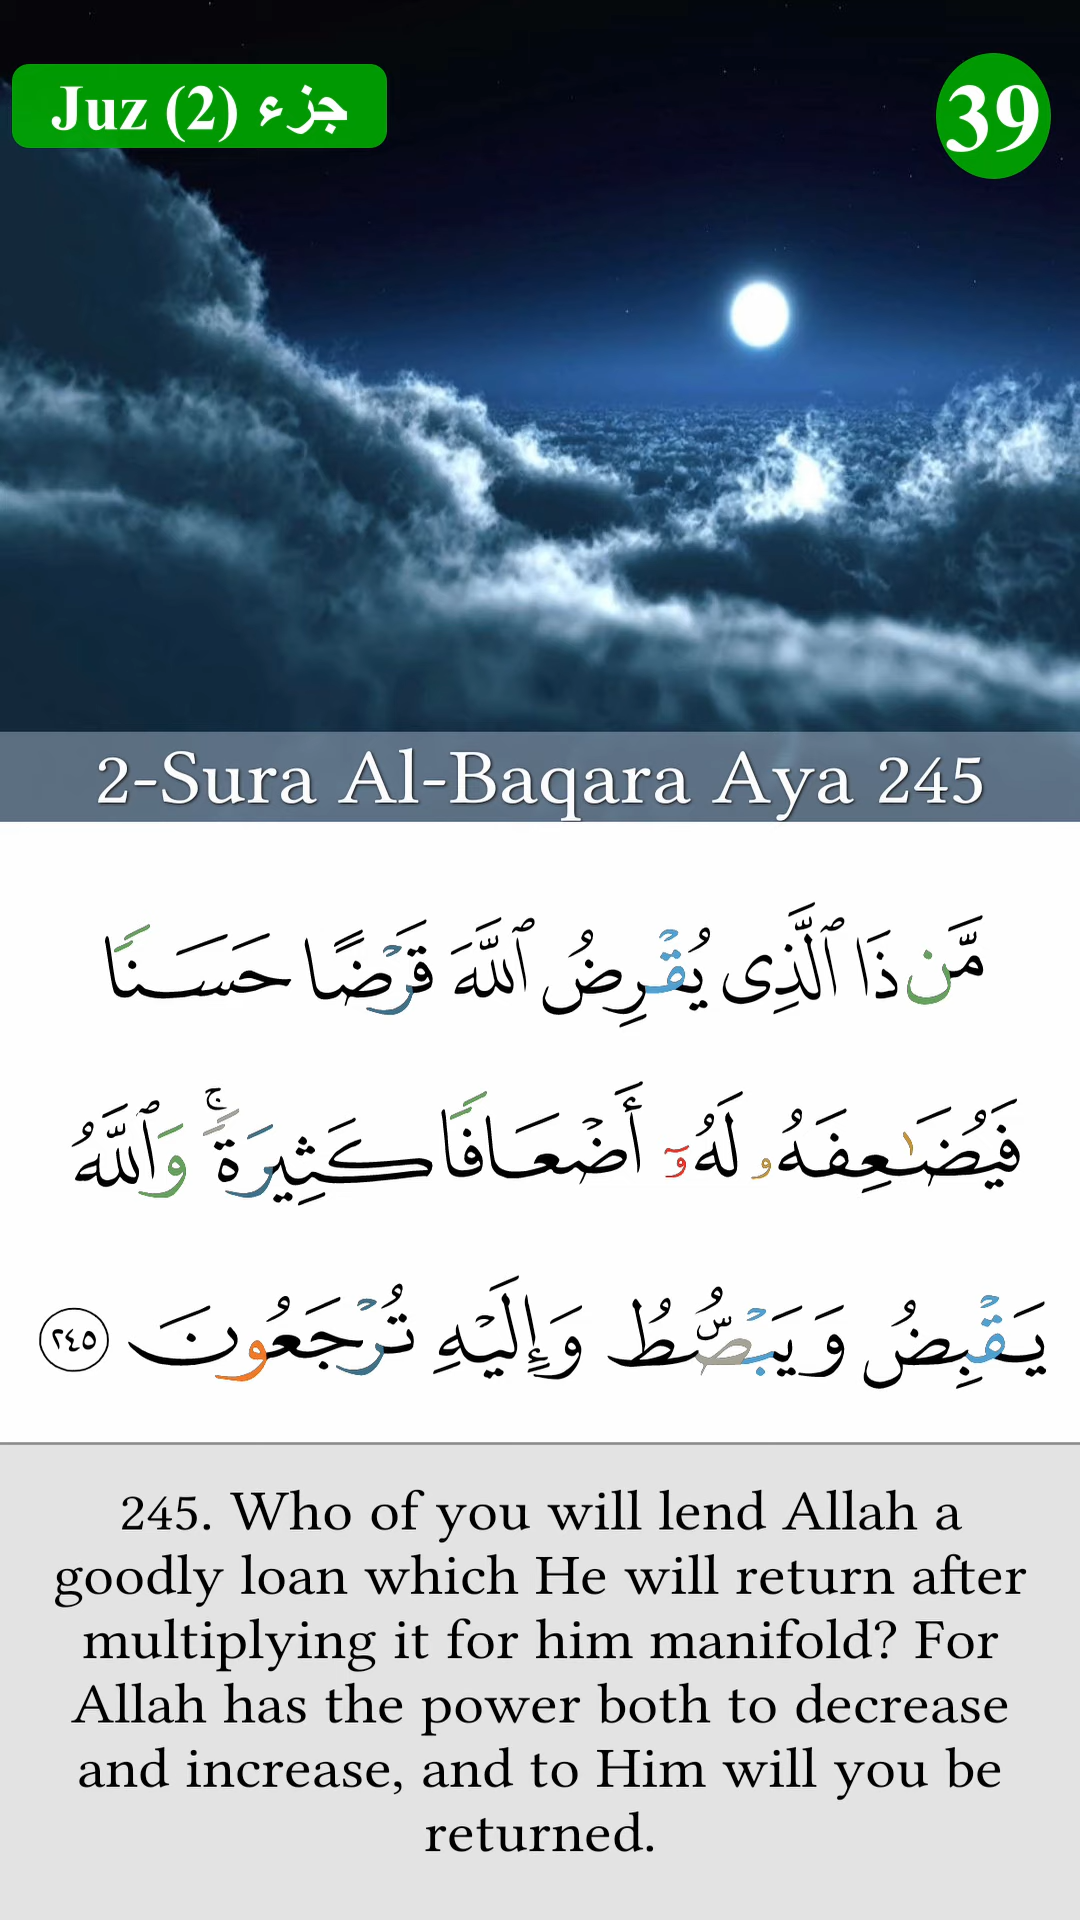 Juz (2) جزء
39
2-Sura Al-Baqara Aya 245
مَّن ذَا ٱلَّذِى يُقْرِضُ ٱللَّهَ قَرْضًا حَسَنًا
فَيُضَـٰعِفَهُۥ لَهُۥٓ أَضْعَافًا كَثِيرَةً ۚ وَٱللَّهُ
يَقْبِضُ وَيَبْصُۜطُ وَإِلَيْهِ تُرْجَعُونَ ٢٤٥
245. Who of you will lend Allah a
goodly loan which He will return after
multiplying it for him manifold? For
Allah has the power both to decrease
and increase, and to Him will you be
returned.